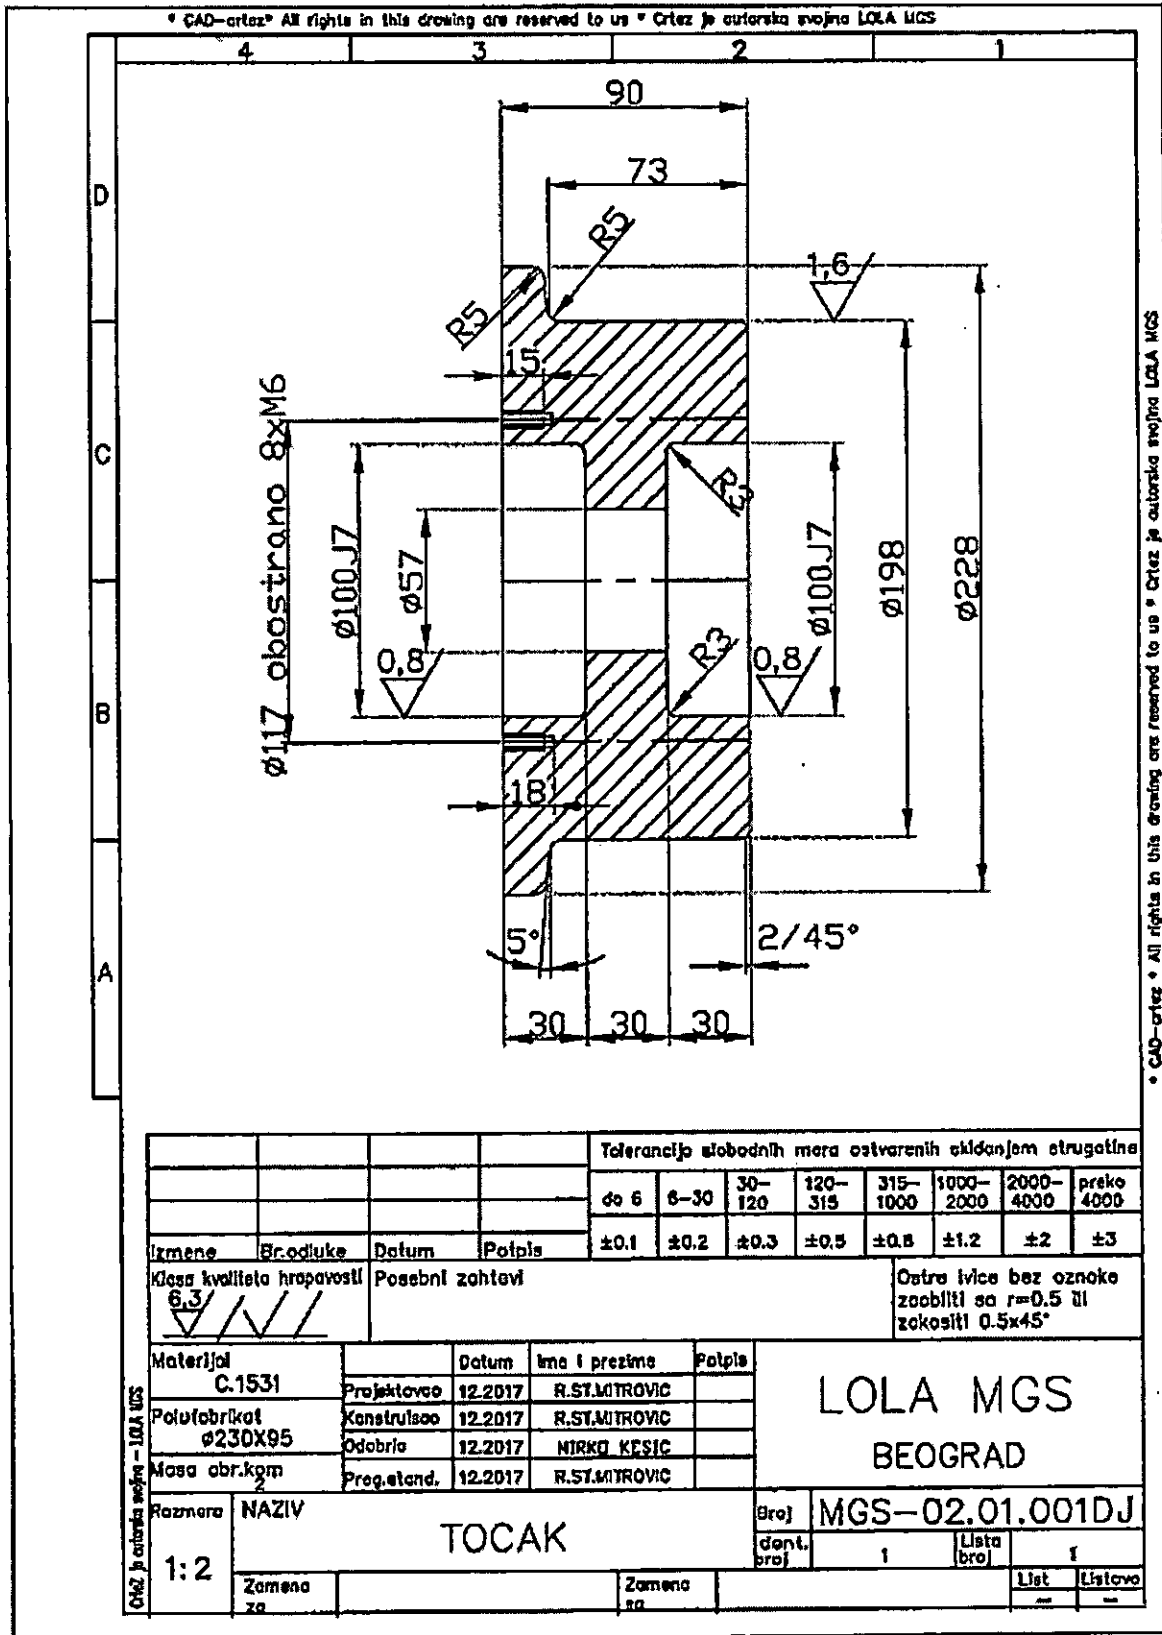 * CAD-crtez* All rights in this drawing are reserved to us * Crtez je autorska svojina LOLA MGS
4 3 2 1
D
C
B
A
90
73
R5
1,6
R5
15
Ø117 obostrano 8xM6
Ø100J7
Ø57
R3
Ø100J7
Ø198
Ø228
0,8
R3
0,8
18
5°
2/45°
30 30 30
* CAD-crtez * All rights in this drawing are reserved to us * Crtez je autorska svojina LOLA MGS
Tolerancije slobodnih mera ostvarenih skidanjem strugotina
do 6 6-30 30-120 120-315 315-1000 1000-2000 2000-4000 preko 4000
±0.1 ±0.2 ±0.3 ±0.5 ±0.8 ±1.2 ±2 ±3
Izmene Br.odluke Datum Potpis
Klasa kvaliteta hrapavosti
6,3
Posebni zahtevi
Ostre ivice bez oznake
zaobliti sa r=0.5 ili
zakositi 0.5x45°
Materijal
C.1531
Datum Ime i prezime Potpis
Projektovao 12.2017 R.ST.MITROVIC
Polufabrikat
Ø230X95
Konstruisao 12.2017 R.ST.MITROVIC
Odobrio 12.2017 MIRKO KESIC
Masa obr.kom
2
Preg.stand. 12.2017 R.ST.MITROVIC
LOLA MGS
BEOGRAD
Razmera
1:2
NAZIV
TOCAK
Broj MGS-02.01.001DJ
Ident. broj 1
Lista broj 1
List Listova
— —
Zamena za
Zamena za
Crtez je autorska svojina - LOLA MGS